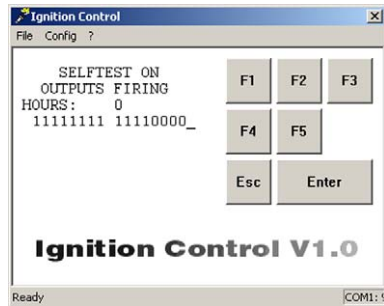 Ignition Control
File Config ?
SELFTEST ON
OUTPUTS FIRING
HOURS: 0
11111111 11110000_
F1 F2 F3
F4 F5
Esc Enter
Ignition Control V1.0
Ready COM1: